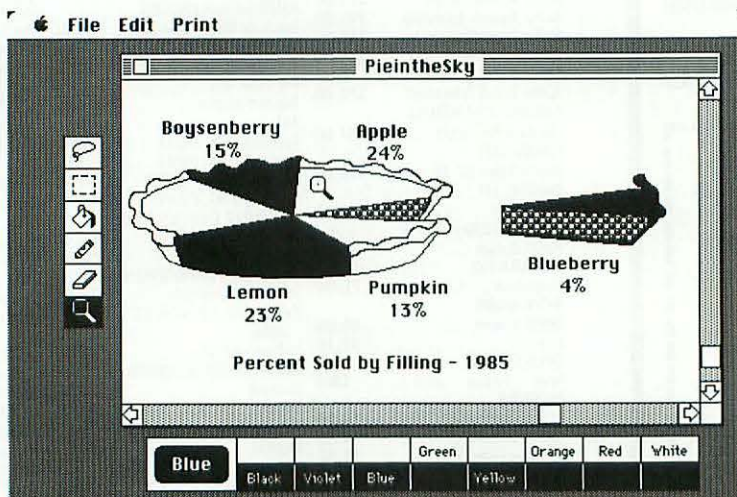 File Edit Print
PieintheSky
Boysenberry
15%
Apple
24%
Blueberry
4%
Lemon
23%
Pumpkin
13%
Percent Sold by Filling - 1985
Blue
Green Orange Red White
Black Violet Blue Yellow